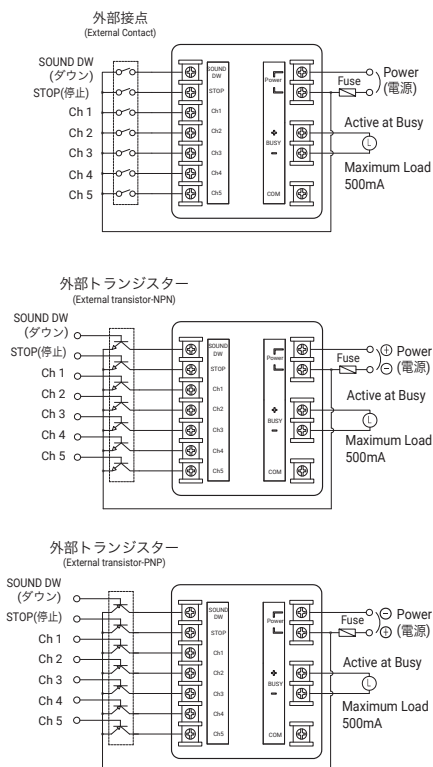 外部接点
(External Contact)
SOUND DW
(ダウン)
STOP(停止)
Ch 1
Ch 2
Ch 3
Ch 4
Ch 5
SOUND
DW
STOP
Ch1
Ch2
Ch3
Ch4
Ch5
Power
+
BUSY
-
COM
Fuse
Power
(電源)
Active at Busy
L
Maximum Load
500mA
外部トランジスター
(External transistor-NPN)
SOUND DW
(ダウン)
STOP(停止)
Ch 1
Ch 2
Ch 3
Ch 4
Ch 5
SOUND
DW
STOP
Ch1
Ch2
Ch3
Ch4
Ch5
Power
+
BUSY
-
COM
Fuse
+ Power
- (電源)
Active at Busy
L
Maximum Load
500mA
外部トランジスター
(External transistor-PNP)
SOUND DW
(ダウン)
STOP(停止)
Ch 1
Ch 2
Ch 3
Ch 4
Ch 5
SOUND
DW
STOP
Ch1
Ch2
Ch3
Ch4
Ch5
Power
+
BUSY
-
COM
Fuse
- Power
+ (電源)
Active at Busy
L
Maximum Load
500mA